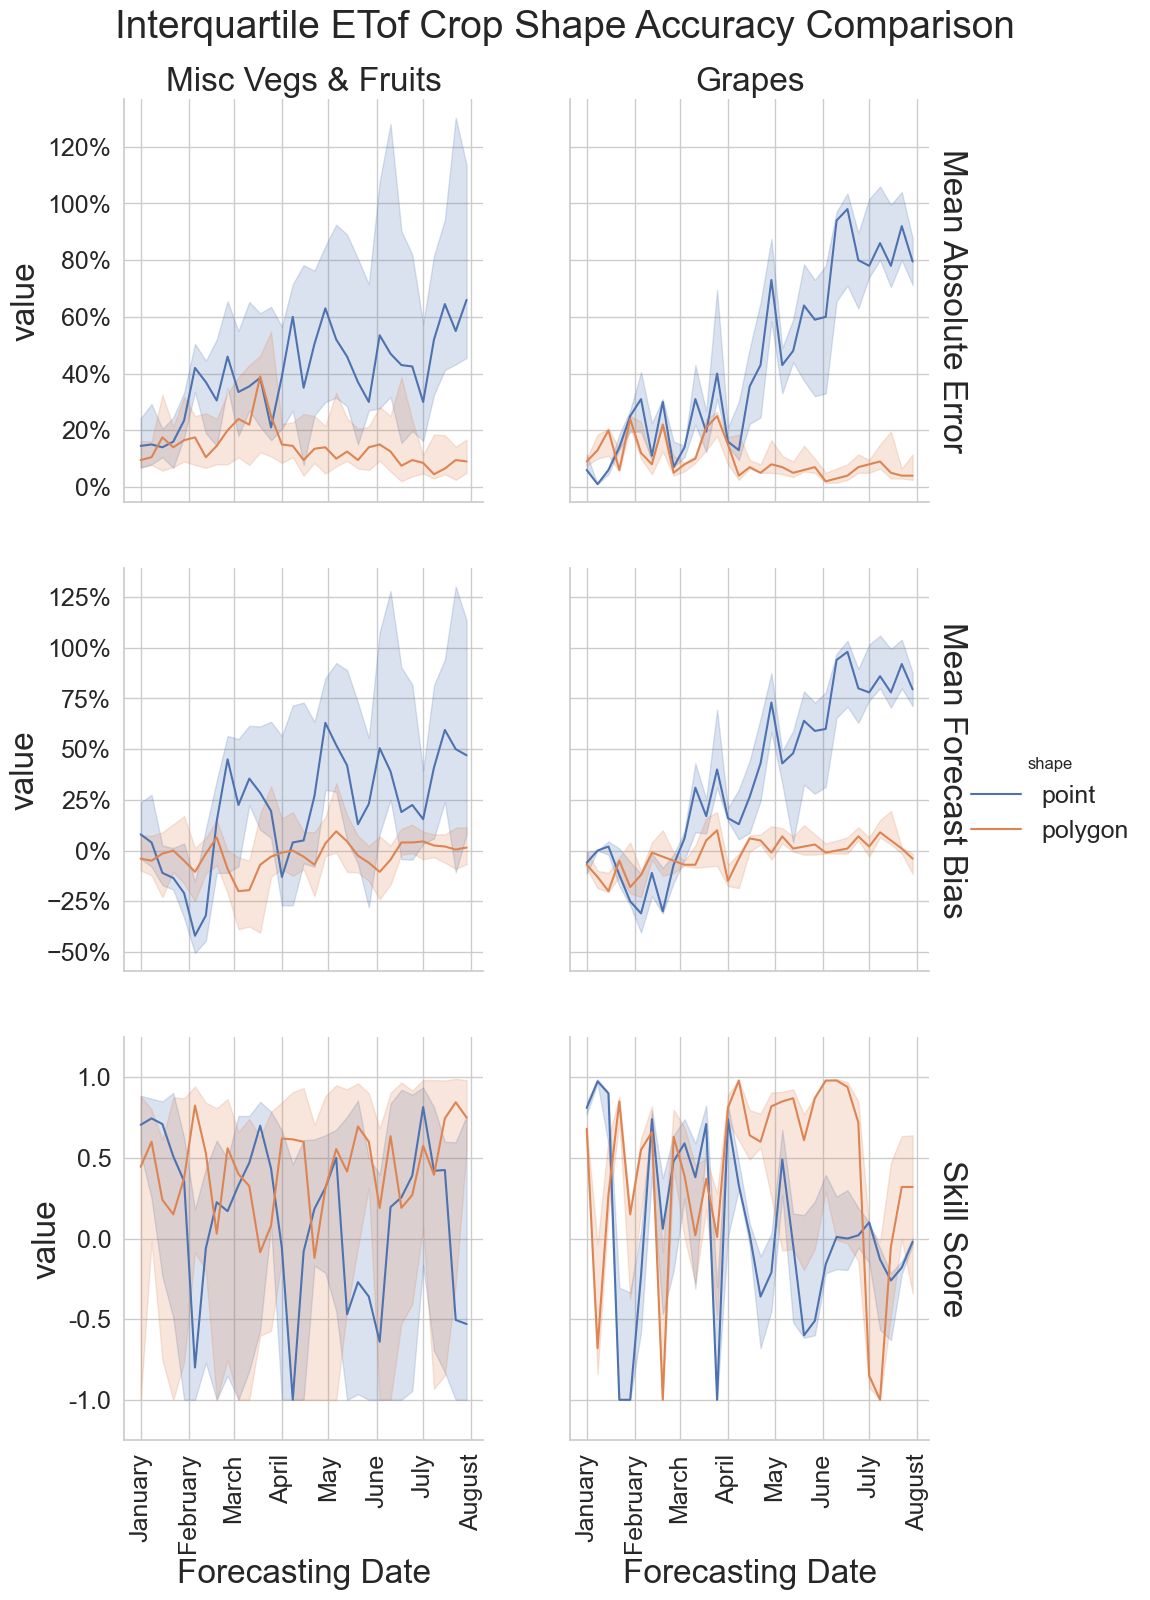 Interquartile ETof Crop Shape Accuracy Comparison
Misc Vegs & Fruits
Grapes
120%
100%
80%
60%
40%
20%
0%
value
Mean Absolute Error
125%
100%
75%
50%
25%
0%
−25%
−50%
value
Mean Forecast Bias
shape
point
polygon
1.0
0.5
0.0
-0.5
-1.0
value
Skill Score
January
February
March
April
May
June
July
August
January
February
March
April
May
June
July
August
Forecasting Date
Forecasting Date